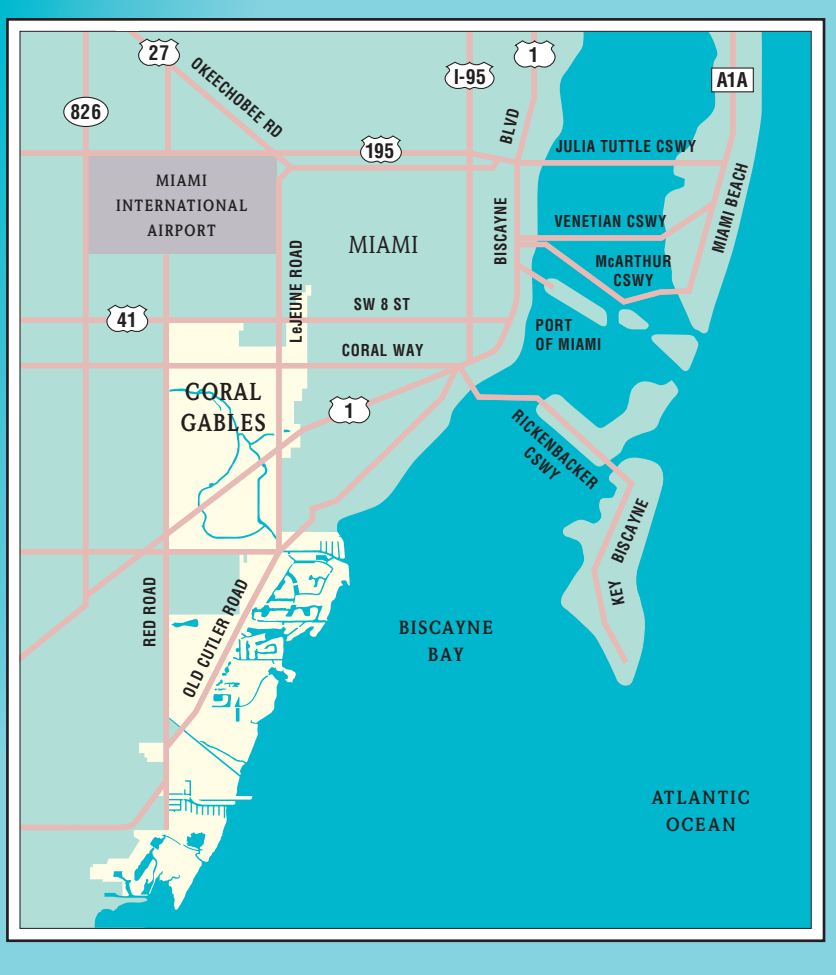 27
1
OKEECHOBEE RD
I-95
A1A
826
BLVD
195
JULIA TUTTLE CSWY
MIAMI
INTERNATIONAL
AIRPORT
MIAMI BEACH
BISCAYNE
VENETIAN CSWY
MIAMI
LeJEUNE ROAD
McARTHUR
CSWY
SW 8 ST
41
PORT
OF MIAMI
CORAL WAY
CORAL
GABLES
1
RICKENBACKER
CSWY
KEY BISCAYNE
RED ROAD
OLD CUTLER ROAD
BISCAYNE
BAY
ATLANTIC
OCEAN